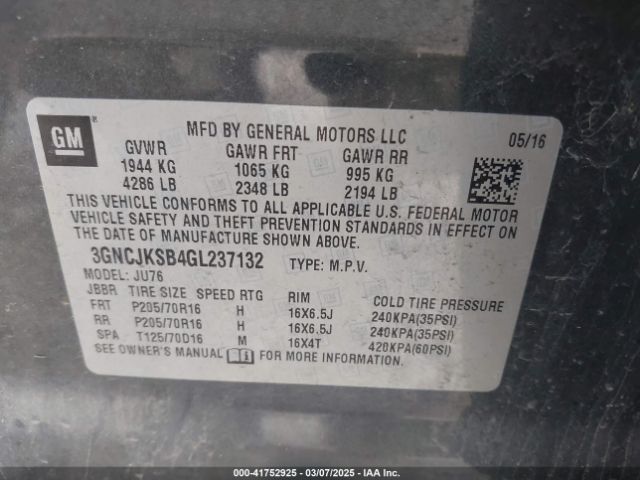 GM
MFD BY GENERAL MOTORS LLC 05/16
GVWR GAWR FRT GAWR RR
1944 KG 1065 KG 995 KG
4286 LB 2348 LB 2194 LB
THIS VEHICLE CONFORMS TO ALL APPLICABLE U.S. FEDERAL MOTOR
VEHICLE SAFETY AND THEFT PREVENTION STANDARDS IN EFFECT ON
THE DATE OF MANUFACTURE SHOWN ABOVE.
3GNCJKSB4GL237132 TYPE: M.P.V.
MODEL: JU76
JBBR TIRE SIZE SPEED RTG RIM COLD TIRE PRESSURE
FRT P205/70R16 H 16X6.5J 240KPA(35PSI)
RR P205/70R16 H 16X6.5J 240KPA(35PSI)
SPA T125/70D16 M 16X4T 420KPA(60PSI)
SEE OWNER'S MANUAL FOR MORE INFORMATION.
000-41752925 - 03/07/2025 - IAAI.COM